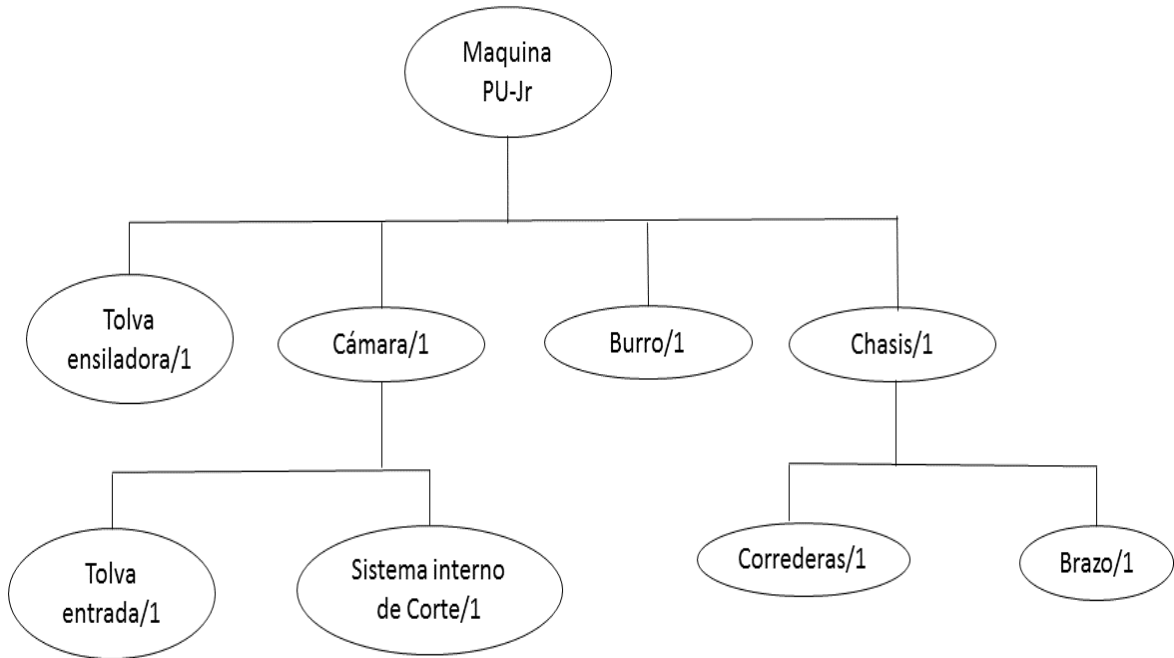 Maquina
PU-Jr
Tolva
ensiladora/1
Cámara/1
Burro/1
Chasis/1
Tolva
entrada/1
Sistema interno
de Corte/1
Correderas/1
Brazo/1